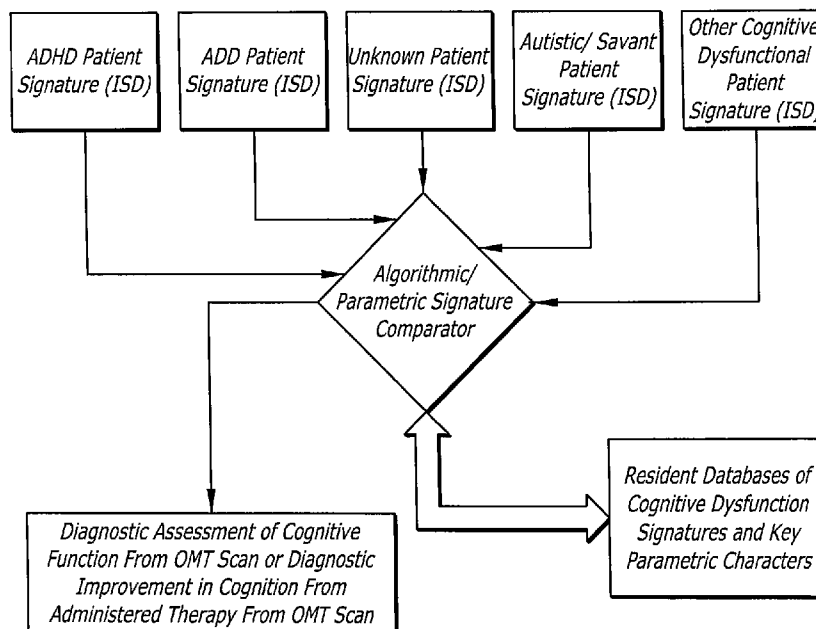 ADHD Patient
Signature (ISD)
ADD Patient
Signature (ISD)
Unknown Patient
Signature (ISD)
Autistic/ Savant
Patient
Signature (ISD)
Other Cognitive
Dysfunctional
Patient
Signature (ISD)
Algorithmic/
Parametric Signature
Comparator
Diagnostic Assessment of Cognitive
Function From OMT Scan or Diagnostic
Improvement in Cognition From
Administered Therapy From OMT Scan
Resident Databases of
Cognitive Dysfunction
Signatures and Key
Parametric Characters